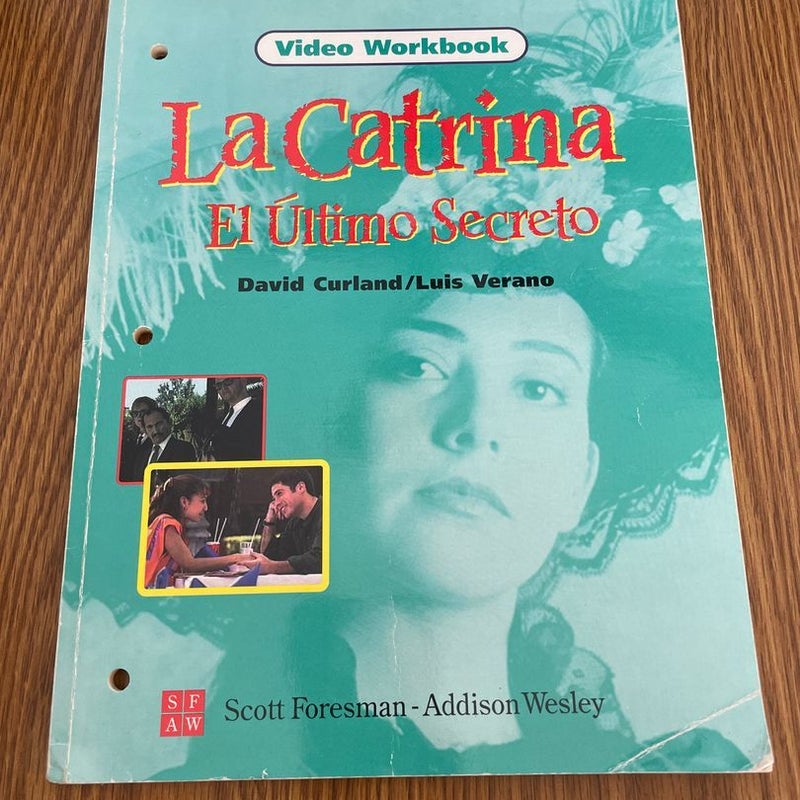 Video Workbook
La Catrina
El Último Secreto
David Curland/Luis Verano
S F
A W
Scott Foresman - Addison Wesley